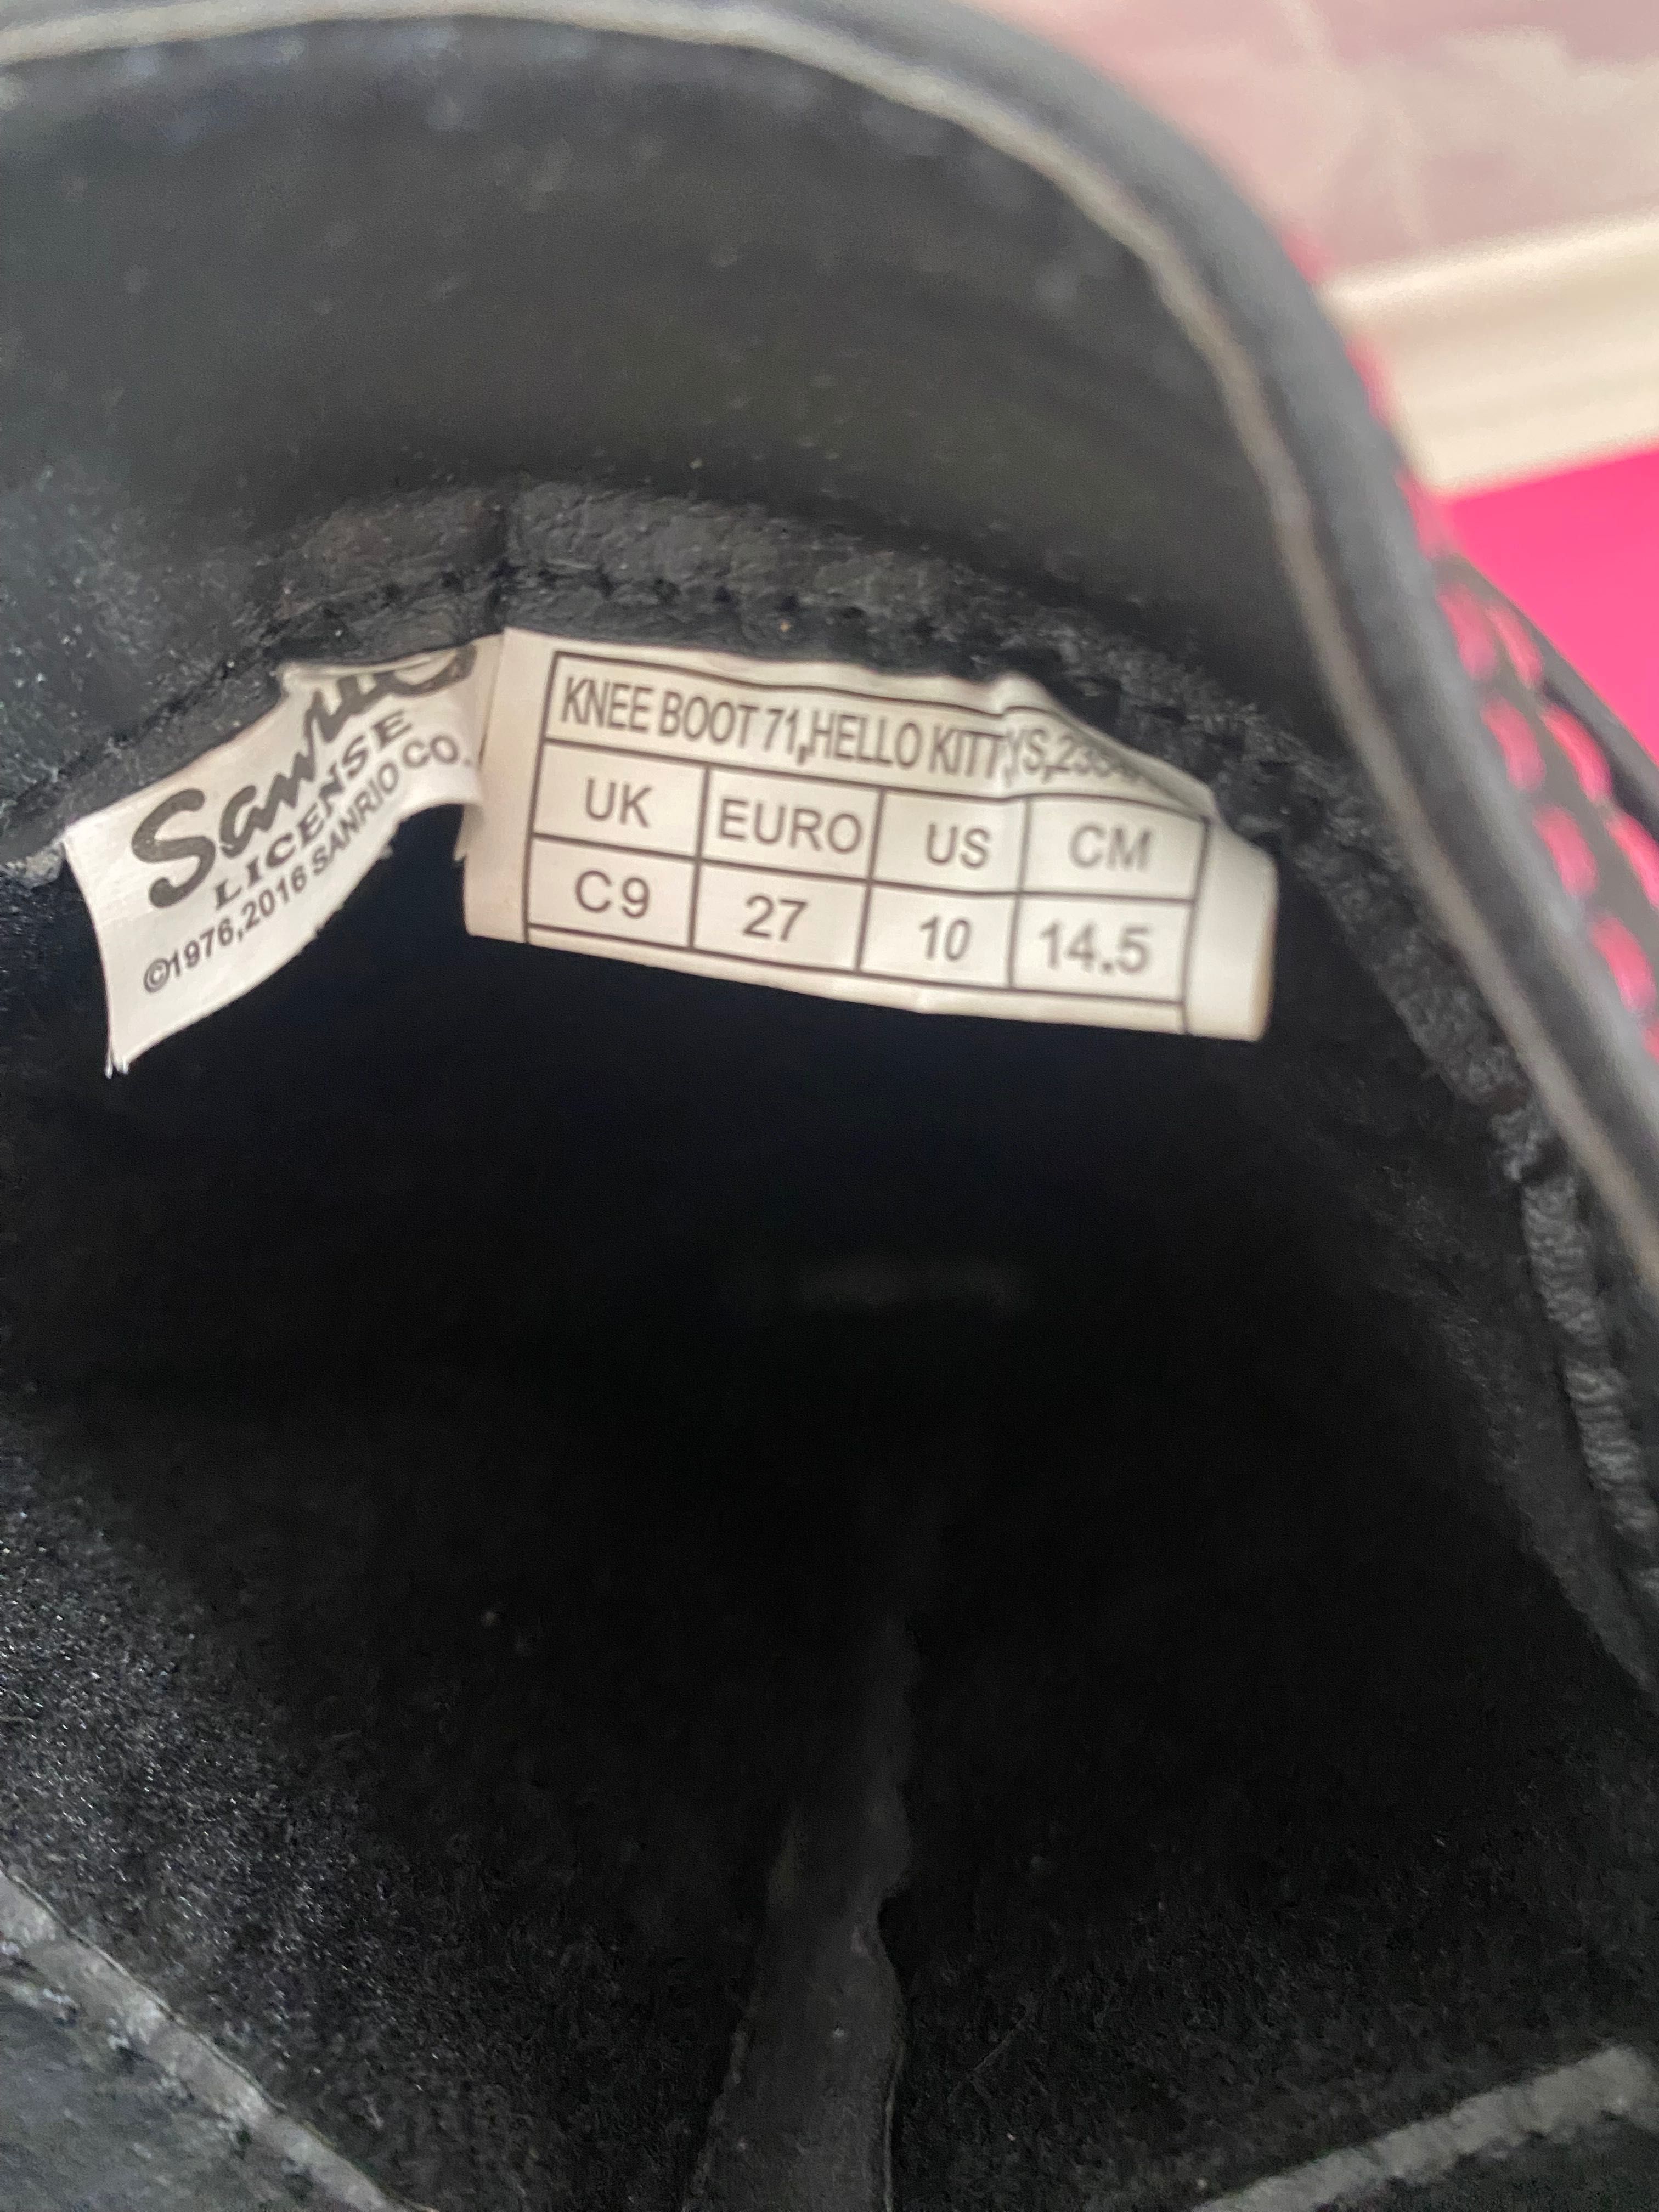 Sanrio
LICENSE
©1976,2016 SANRIO CO.
KNEE BOOT 71,HELLO KITTYS,
UK EURO US CM
C9 27 10 14.5